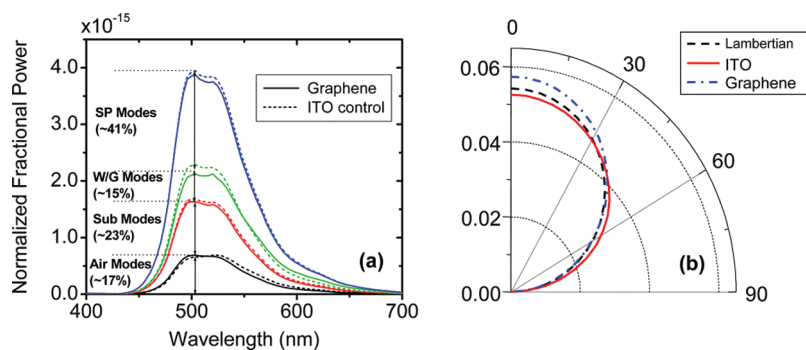 x10⁻¹⁵
Normalized Fractional Power
4.0
3.0
2.0
1.0
0.0
400
500
600
700
Wavelength (nm)
SP Modes
(~41%)
W/G Modes
(~15%)
Sub Modes
(~23%)
Air Modes
(~17%)
Graphene
ITO control
(a)
0
30
60
90
0.06
0.04
0.02
0.00
Lambertian
ITO
Graphene
(b)